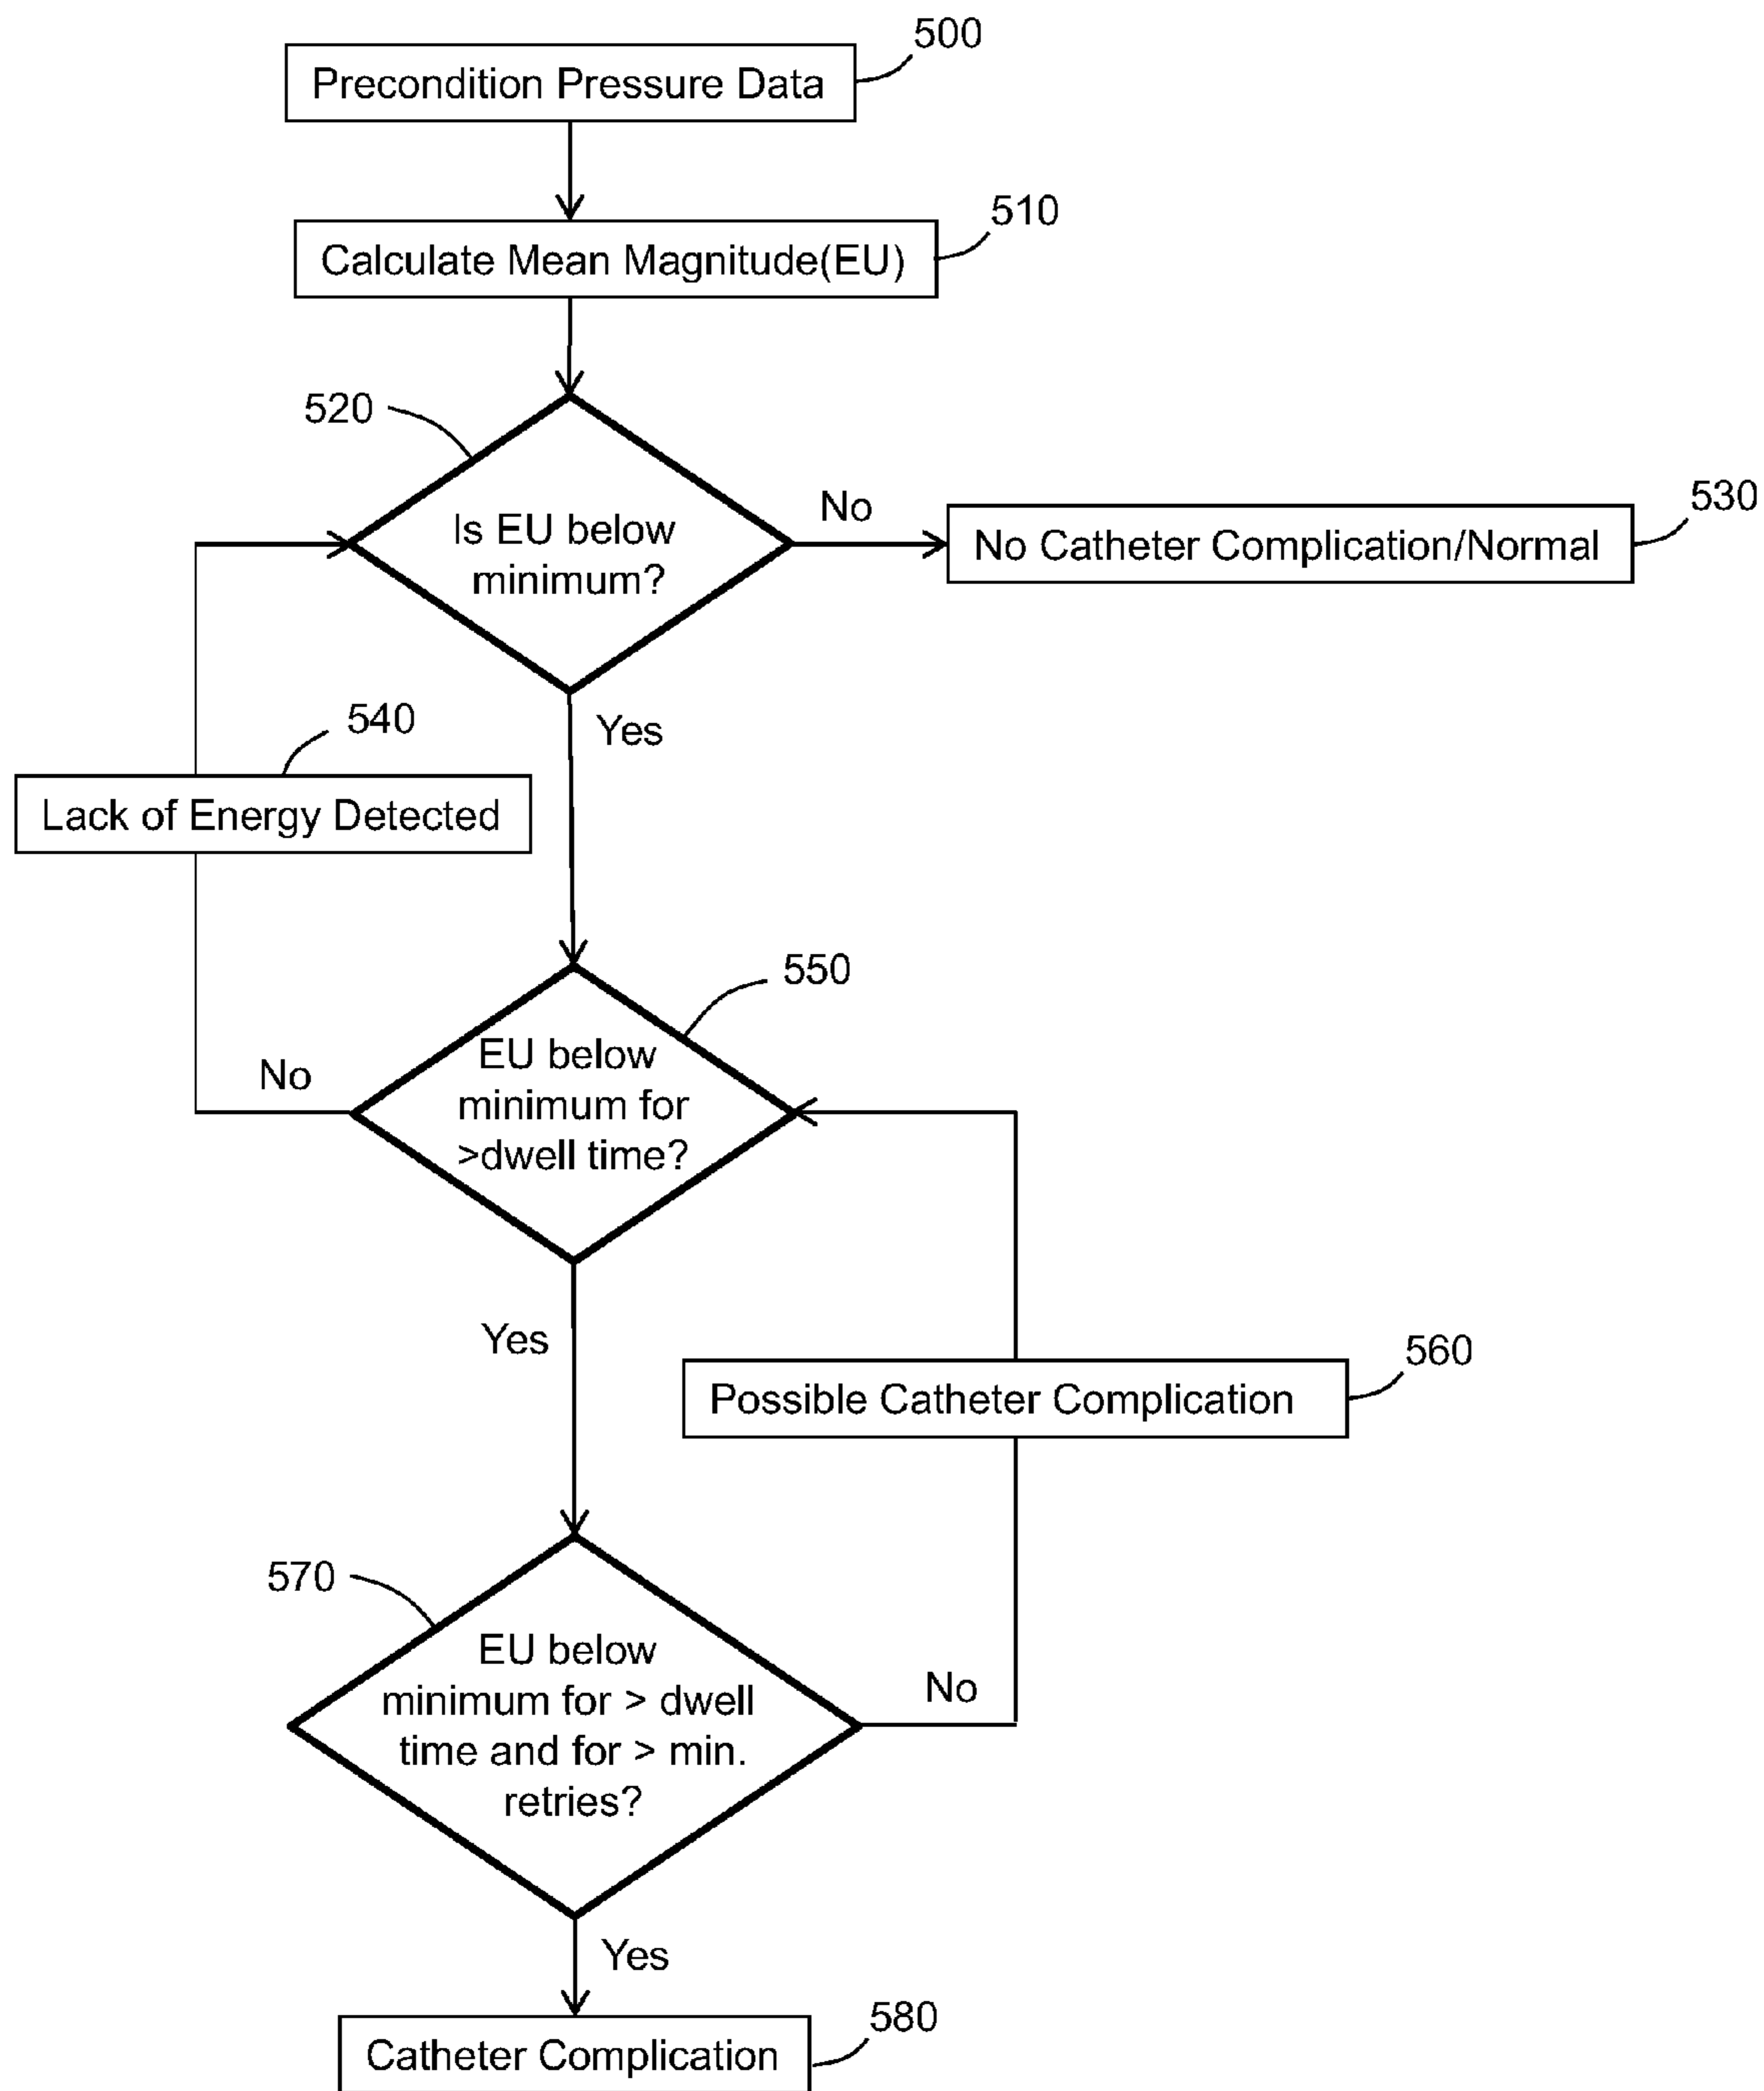 500
Precondition Pressure Data
510
Calculate Mean Magnitude(EU)
520
Is EU below
minimum?
No
530
No Catheter Complication/Normal
540
Yes
Lack of Energy Detected
550
EU below
minimum for
>dwell time?
No
Yes
560
Possible Catheter Complication
570
EU below
minimum for > dwell
time and for > min.
retries?
No
Yes
580
Catheter Complication